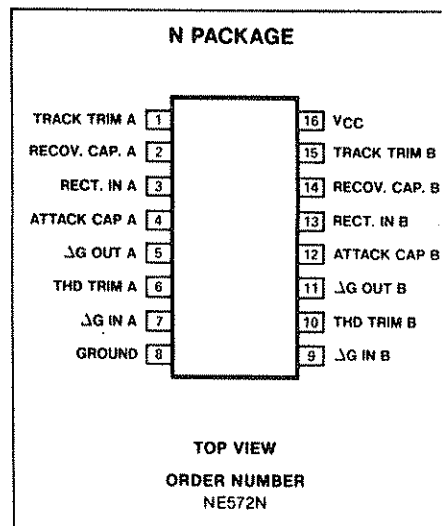 N PACKAGE
TRACK TRIM A 1
RECOV. CAP. A 2
RECT. IN A 3
ATTACK CAP A 4
ΔG OUT A 5
THD TRIM A 6
ΔG IN A 7
GROUND 8
16 VCC
15 TRACK TRIM B
14 RECOV. CAP. B
13 RECT. IN B
12 ATTACK CAP B
11 ΔG OUT B
10 THD TRIM B
9 ΔG IN B
TOP VIEW
ORDER NUMBER
NE572N